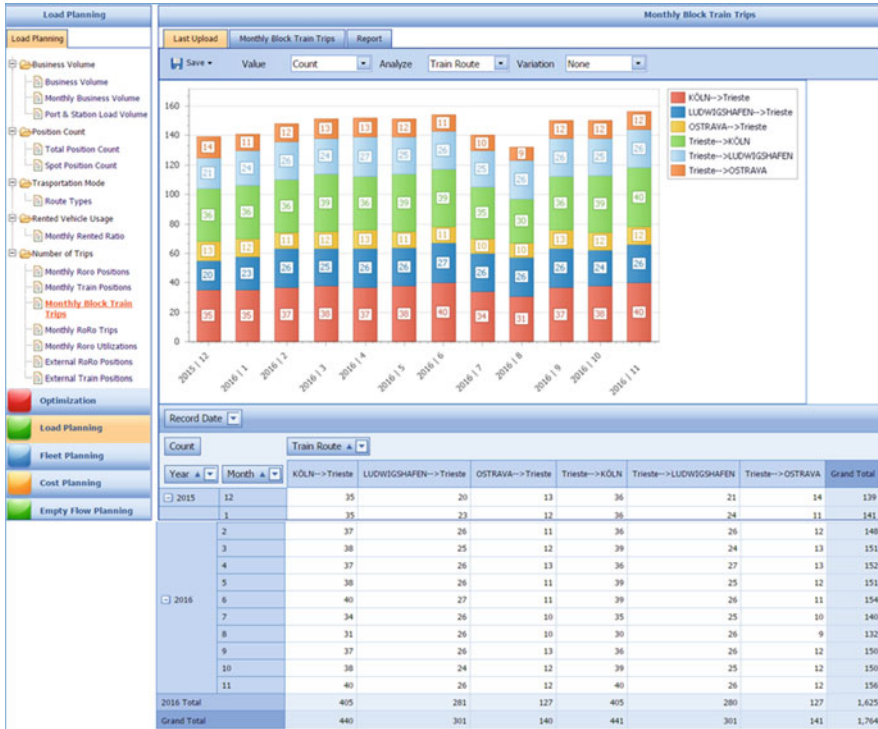 Load Planning
Load Planning
Business Volume
Business Volume
Monthly Business Volume
Port & Station Load Volume
Position Count
Total Position Count
Spot Position Count
Trasportation Mode
Route Types
Rented Vehicle Usage
Monthly Rented Ratio
Number of Trips
Monthly Roro Positions
Monthly Train Positions
Monthly Block Train
Trips
Monthly RoRo Trips
Monthly Roro Utilizations
External RoRo Positions
External Train Positions
Optimization
Load Planning
Fleet Planning
Cost Planning
Empty Flow Planning
Monthly Block Train Trips
Last Upload Monthly Block Train Trips Report
Save Value Count Analyze Train Route Variation None
160
140
120
100
80
60
40
20
0
14 11 12 13 13 12 11 10 9 12 12 12
21 24 26 24 27 25 26 25 26 26 25 26
36 36 36 39 36 39 39 35 30 36 39 40
13 12 11 12 13 11 11 10 10 13 12 12
20 23 26 25 26 26 27 26 26 26 24 26
35 35 37 38 37 38 40 34 31 37 38 40
2015 | 12 2016 | 1 2016 | 2 2016 | 3 2016 | 4 2016 | 5 2016 | 6 2016 | 7 2016 | 8 2016 | 9 2016 | 10 2016 | 11
KÖLN-->Trieste
LUDWIGSHAFEN-->Trieste
OSTRAVA-->Trieste
Trieste-->KÖLN
Trieste-->LUDWIGSHAFEN
Trieste-->OSTRAVA
Record Date
Count Train Route
Year Month KÖLN-->Trieste LUDWIGSHAFEN-->Trieste OSTRAVA-->Trieste Trieste-->KÖLN Trieste-->LUDWIGSHAFEN Trieste-->OSTRAVA Grand Total
2015 12 35 20 13 36 21 14 139
1 35 23 12 36 24 11 141
2 37 26 11 36 26 12 148
3 38 25 12 39 24 13 151
4 37 26 13 36 27 13 152
5 38 26 11 39 25 12 151
2016 6 40 27 11 39 26 11 154
7 34 26 10 35 25 10 140
8 31 26 10 30 26 9 132
9 37 26 13 36 26 12 150
10 38 24 12 39 25 12 150
11 40 26 12 40 26 12 156
2016 Total 405 281 127 405 280 127 1,625
Grand Total 440 301 140 441 301 141 1,764